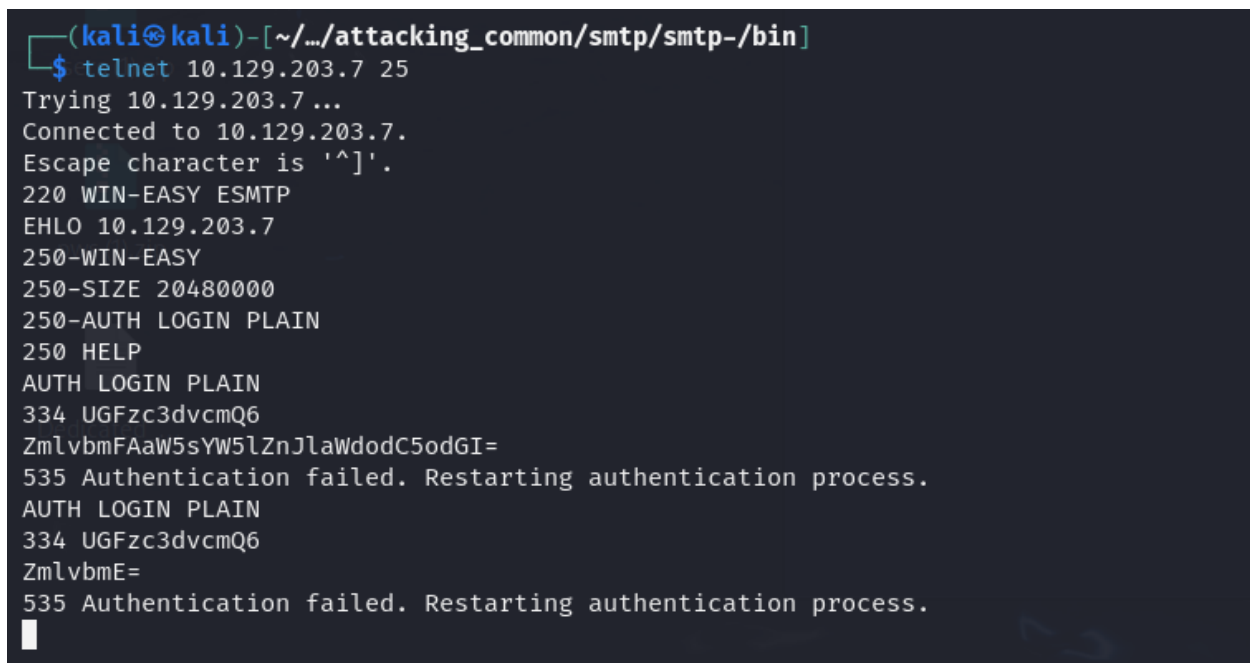 ┌──(kali㉿kali)-[~/…/attacking_common/smtp/smtp-/bin]
└─$ telnet 10.129.203.7 25
Trying 10.129.203.7...
Connected to 10.129.203.7.
Escape character is '^]'.
220 WIN-EASY ESMTP
EHLO 10.129.203.7
250-WIN-EASY
250-SIZE 20480000
250-AUTH LOGIN PLAIN
250 HELP
AUTH LOGIN PLAIN
334 UGFzc3dvcmQ6
ZmlvbmFAaW5sYW5lZnJlaWdodC5odGI=
535 Authentication failed. Restarting authentication process.
AUTH LOGIN PLAIN
334 UGFzc3dvcmQ6
ZmlvbmE=
535 Authentication failed. Restarting authentication process.